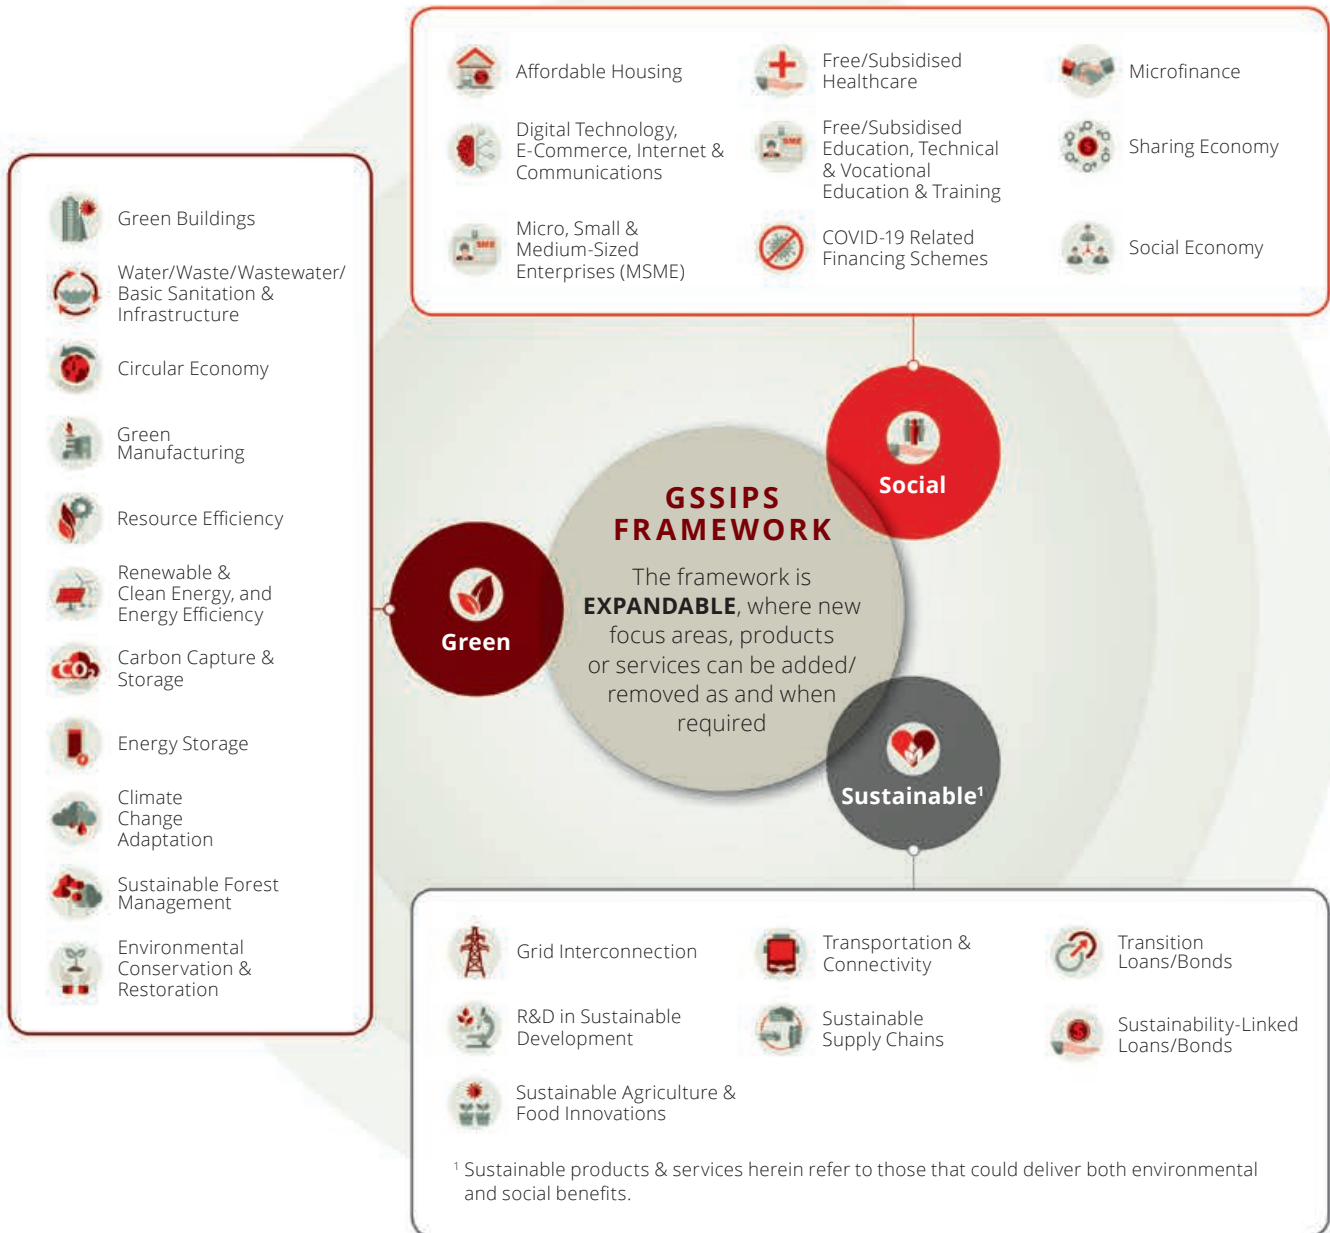 Affordable Housing
Free/Subsidised
Healthcare
Microfinance
Digital Technology,
E-Commerce, Internet &
Communications
Free/Subsidised
Education, Technical
& Vocational
Education & Training
Sharing Economy
Micro, Small &
Medium-Sized
Enterprises (MSME)
COVID-19 Related
Financing Schemes
Social Economy
SME
SME
Green Buildings
Water/Waste/Wastewater/
Basic Sanitation &
Infrastructure
Circular Economy
Green
Manufacturing
Resource Efficiency
Renewable &
Clean Energy, and
Energy Efficiency
CO2
Carbon Capture &
Storage
Energy Storage
Climate
Change
Adaptation
Sustainable Forest
Management
Environmental
Conservation &
Restoration
Social
Green
GSSIPS
FRAMEWORK
The framework is
EXPANDABLE, where new
focus areas, products
or services can be added/
removed as and when
required
Sustainable¹
Grid Interconnection
Transportation &
Connectivity
Transition
Loans/Bonds
R&D in Sustainable
Development
Sustainable
Supply Chains
Sustainability-Linked
Loans/Bonds
Sustainable Agriculture &
Food Innovations
¹ Sustainable products & services herein refer to those that could deliver both environmental
and social benefits.